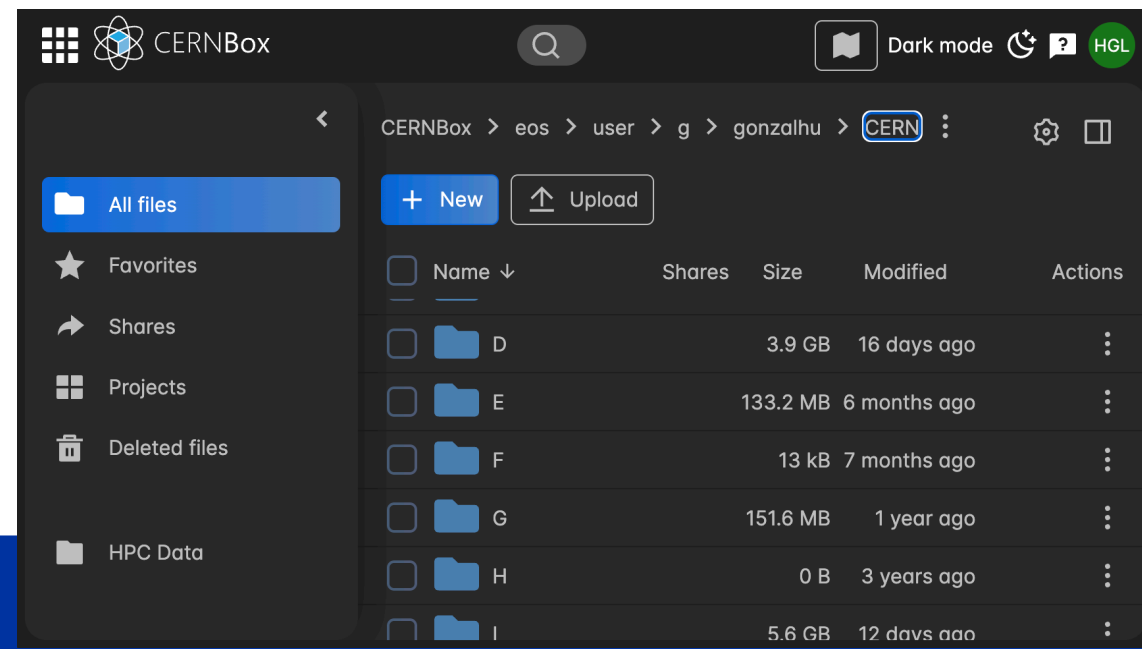 CERNBox Dark mode ? HGL
CERNBox > eos > user > g > gonzalhu > CERN
All files
Favorites
Shares
Projects
Deleted files
HPC Data
+ New Upload
Name Shares Size Modified Actions
D 3.9 GB 16 days ago
E 133.2 MB 6 months ago
F 13 kB 7 months ago
G 151.6 MB 1 year ago
H 0 B 3 years ago
I 5.6 GB 12 days ago